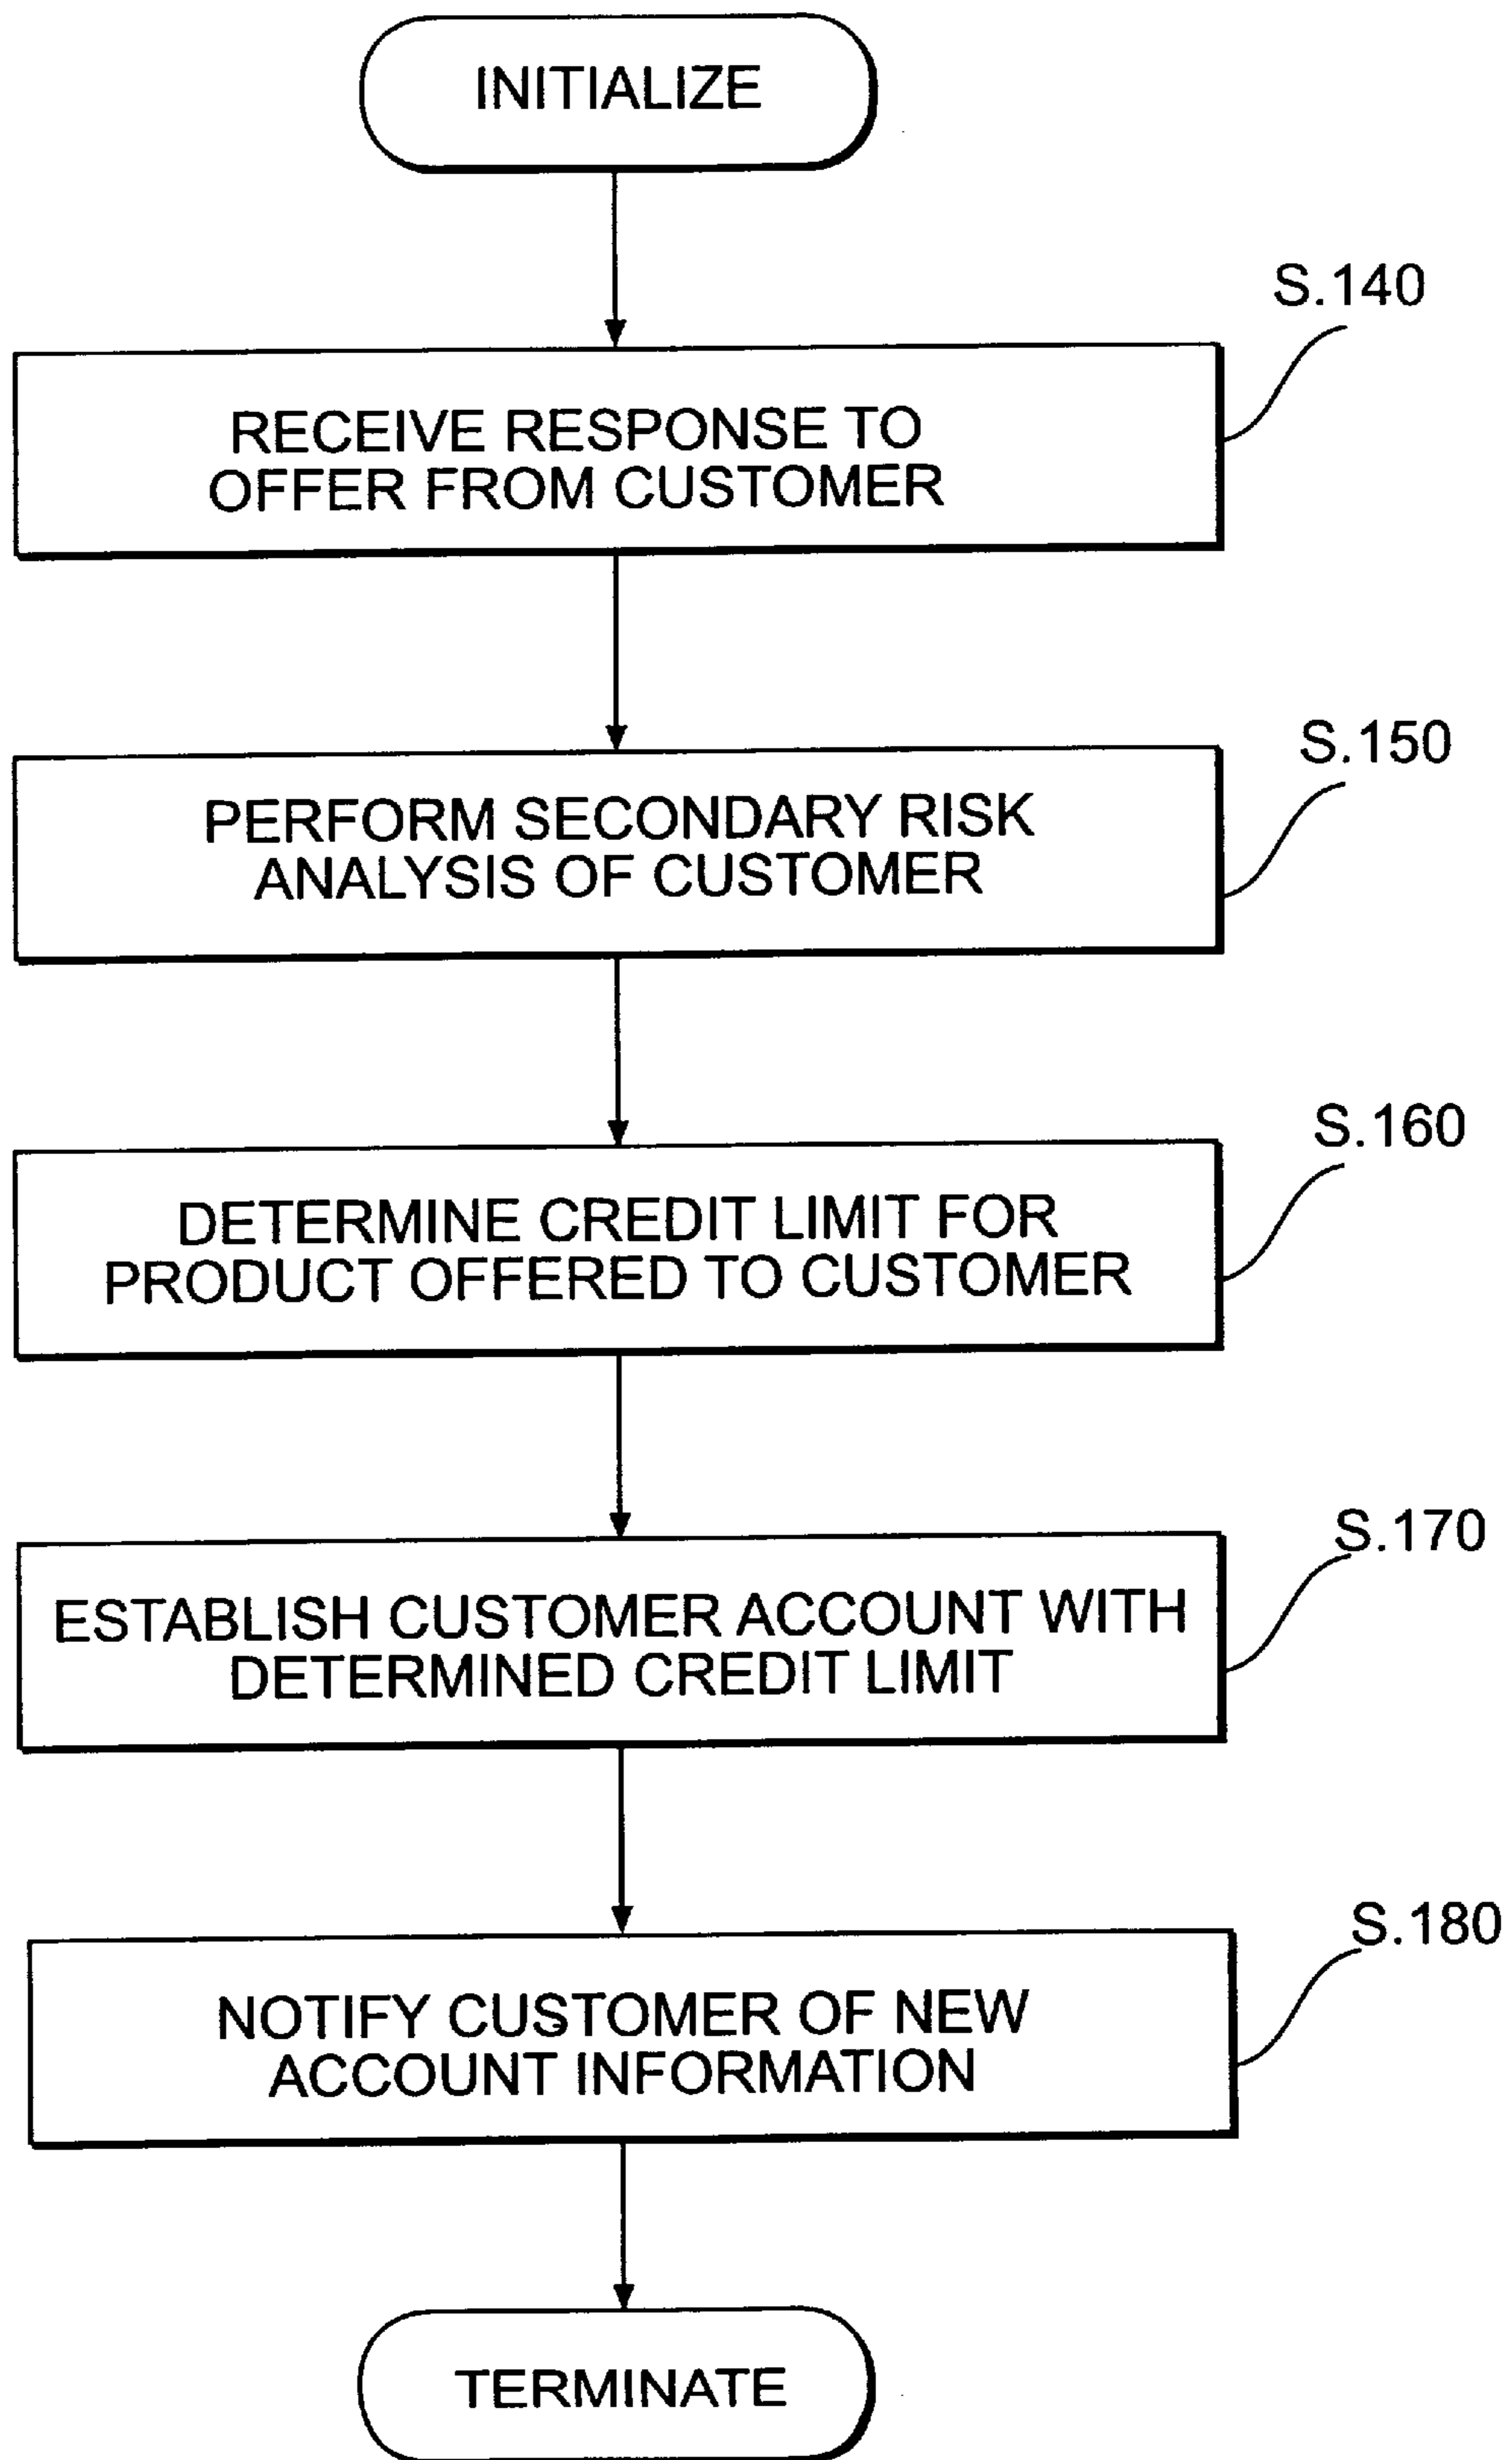 INITIALIZE
S.140
RECEIVE RESPONSE TO
OFFER FROM CUSTOMER
S.150
PERFORM SECONDARY RISK
ANALYSIS OF CUSTOMER
S.160
DETERMINE CREDIT LIMIT FOR
PRODUCT OFFERED TO CUSTOMER
S.170
ESTABLISH CUSTOMER ACCOUNT WITH
DETERMINED CREDIT LIMIT
S.180
NOTIFY CUSTOMER OF NEW
ACCOUNT INFORMATION
TERMINATE